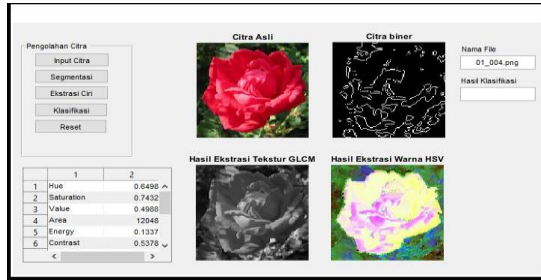 Pengolahan Citra
Input Citra
Segmentasi
Ekstrasi Ciri
Klasifikasi
Reset
Citra Asli
Citra biner
Nama File
01_004.png
Hasil Klasifikasi
Hasil Ekstrasi Tekstur GLCM
Hasil Ekstrasi Warna HSV
1 2
1 Hue 0.6498
2 Saturation 0.7432
3 Value 0.4988
4 Area 12048
5 Energy 0.1337
6 Contrast 0.5378